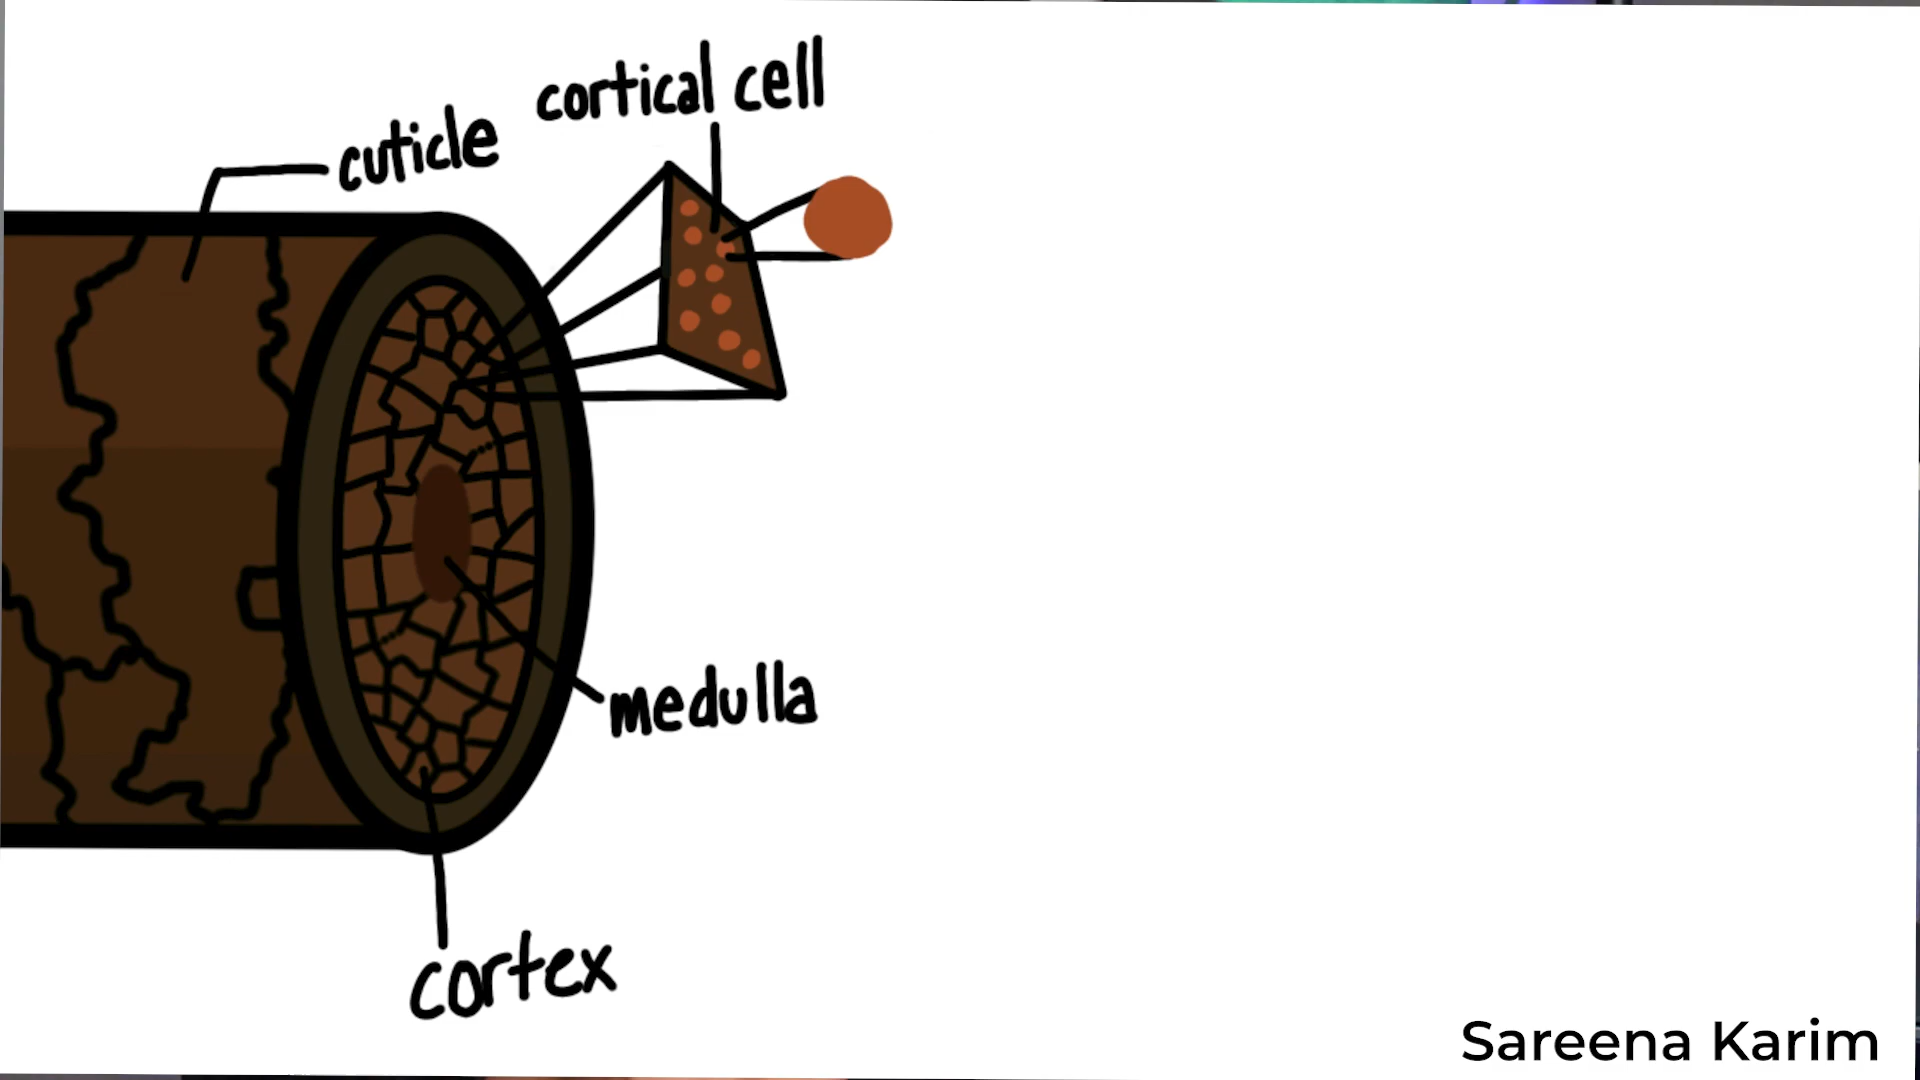 cortical cell
cuticle
medulla
cortex
Sareena Karim